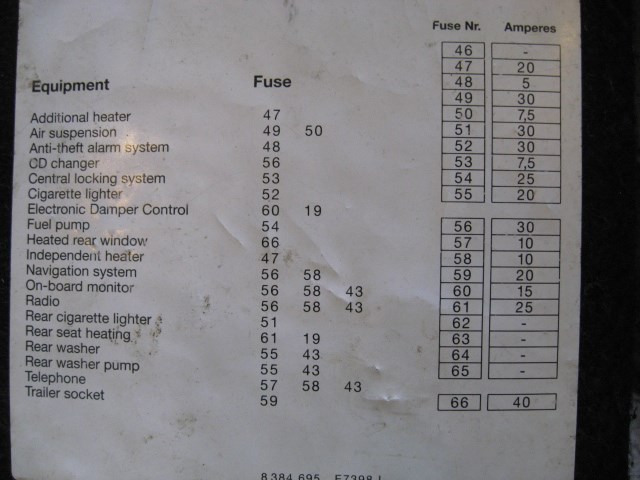 Fuse Nr. Amperes
46 -
47 20
48 5
49 30
50 7,5
51 30
52 30
53 7,5
54 25
55 20
56 30
57 10
58 10
59 20
60 15
61 25
62 -
63 -
64 -
65 -
66 40
Equipment Fuse
Additional heater 47
Air suspension 49 50
Anti-theft alarm system 48
CD changer 56
Central locking system 53
Cigarette lighter 52
Electronic Damper Control 60 19
Fuel pump 54
Heated rear window 66
Independent heater 47
Navigation system 56 58
On-board monitor 56 58 43
Radio 56 58 43
Rear cigarette lighter 51
Rear seat heating 61 19
Rear washer 55 43
Rear washer pump 55 43
Telephone 57 58 43
Trailer socket 59
8 384 695